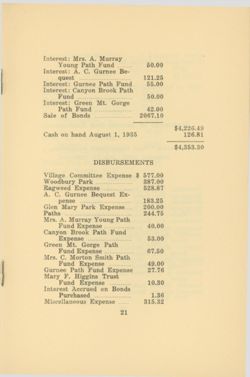 Interest: Mrs. A. Murray
Young Path Fund 50.00
Interest: A. C. Gurnee Be-
quest 121.25
Interest: Gurnee Path Fund 55.00
Interest: Canyon Brook Path
Fund 50.00
Interest: Green Mt. Gorge
Path Fund 42.00
Sale of Bonds 2067.10
$4,226.49
Cash on hand August 1, 1935 126.81
$4,353.30
DISBURSEMENTS
Village Committee Expense $ 577.00
Woodbury Park 387.00
Ragweed Expense 528.87
A. C. Gurnee Bequest Ex-
pense 183.25
Glen Mary Park Expense 200.00
Paths 244.75
Mrs. A. Murray Young Path
Fund Expense 40.00
Canyon Brook Path Fund
Expense 53.00
Green Mt. Gorge Path
Fund Expense 67.50
Mrs. C. Morton Smith Path
Fund Expense 49.00
Gurnee Path Fund Expense 27.76
Mary F. Higgins Trust
Fund Expense 10.30
Interest Accrued on Bonds
Purchased 1.36
Miscellaneous Expense 315.32
21